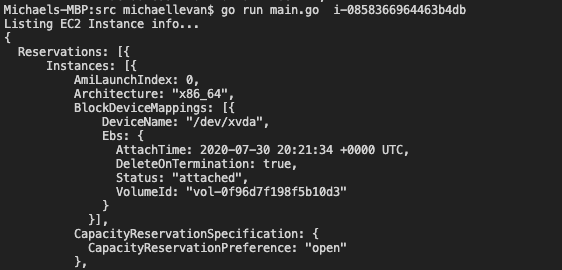 Michaels-MBP:src michaellevan$ go run main.go  i-0858366964463b4db
Listing EC2 Instance info...
{
  Reservations: [{
      Instances: [{
          AmiLaunchIndex: 0,
          Architecture: "x86_64",
          BlockDeviceMappings: [{
              DeviceName: "/dev/xvda",
              Ebs: {
                AttachTime: 2020-07-30 20:21:34 +0000 UTC,
                DeleteOnTermination: true,
                Status: "attached",
                VolumeId: "vol-0f96d7f198f5b10d3"
              }
            }],
          CapacityReservationSpecification: {
            CapacityReservationPreference: "open"
          },